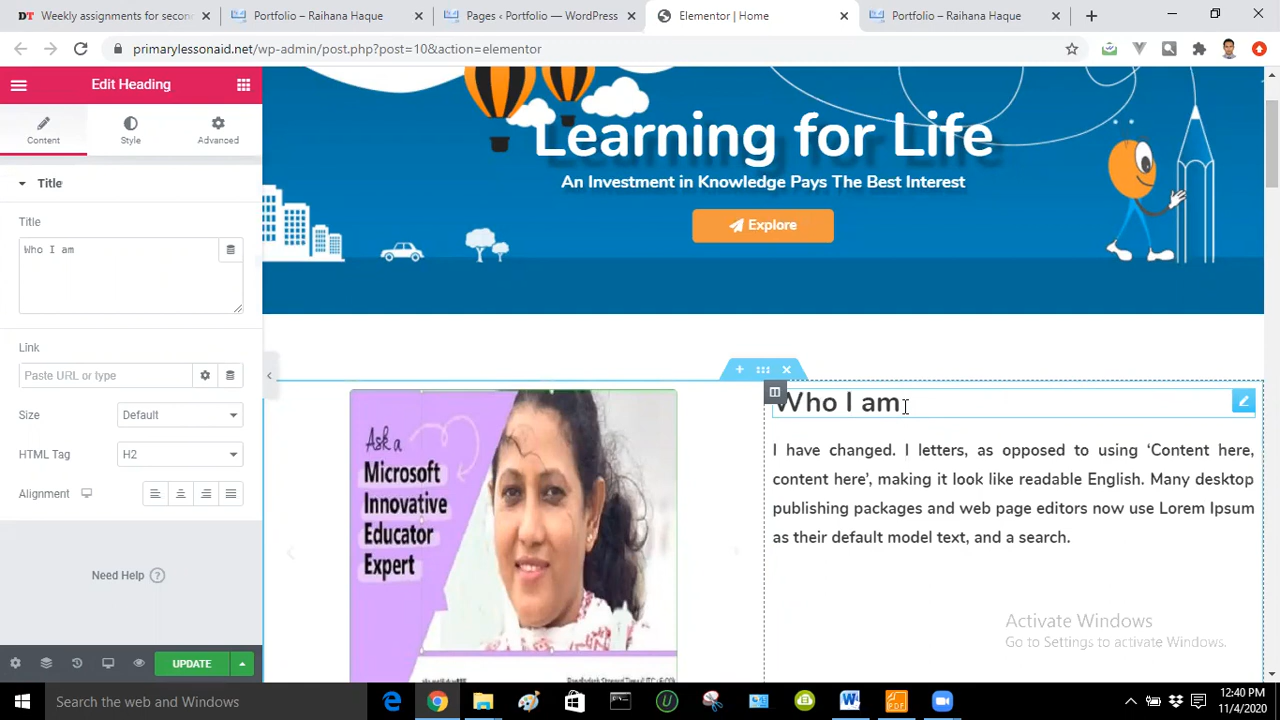 Weekly assignments for secon
Portfolio – Raihana Haque
Pages ‹ Portfolio — WordPress
Elementor | Home
Portfolio – Raihana Haque
primarylessonaid.net/wp-admin/post.php?post=10&action=elementor
Edit Heading
Content
Style
Advanced
Title
Title
Who I am
Link
Paste URL or type
Size
Default
HTML Tag
H2
Alignment
Need Help
UPDATE
Learning for Life
An Investment in Knowledge Pays The Best Interest
Explore
Ask a
Microsoft
Innovative
Educator
Expert
Who I am
I have changed. I letters, as opposed to using ‘Content here,
content here’, making it look like readable English. Many desktop
publishing packages and web page editors now use Lorem Ipsum
as their default model text, and a search.
Activate Windows
Go to Settings to activate Windows.
Search the web and Windows
12:40 PM
11/4/2020